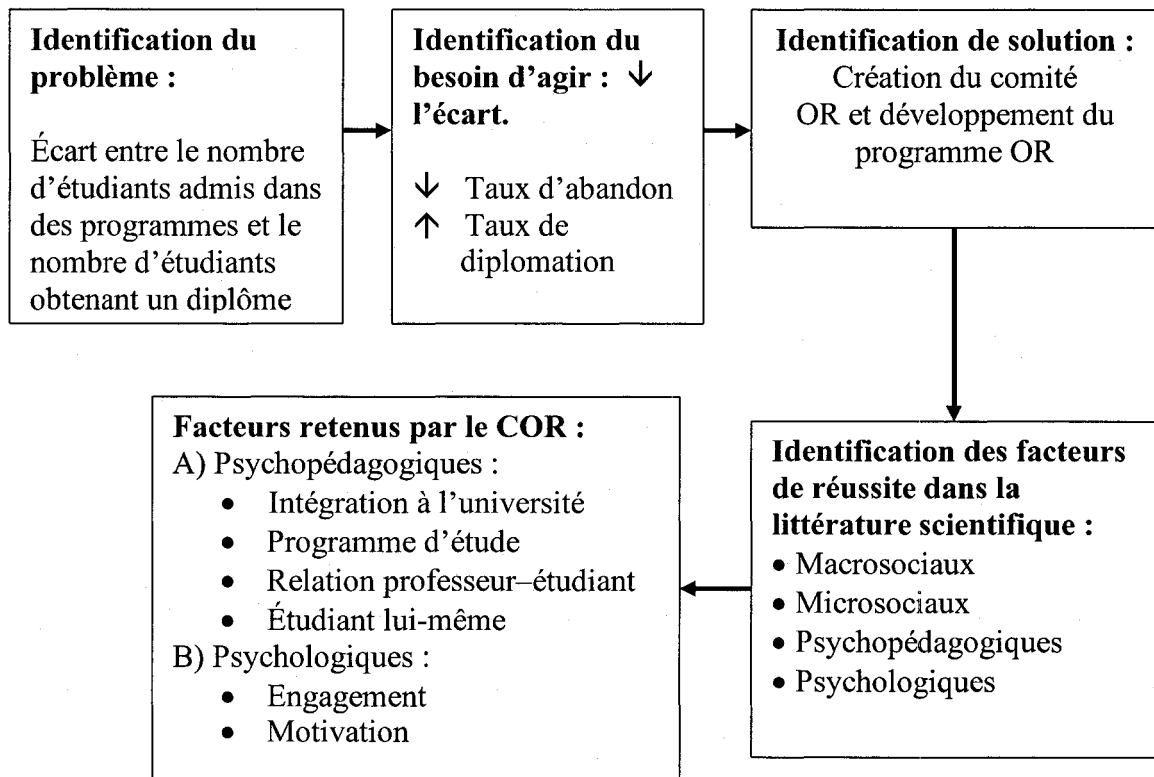 Identification du
problème :
Écart entre le nombre
d'étudiants admis dans
des programmes et le
nombre d'étudiants
obtenant un diplôme
Identification du
besoin d'agir : ↓
l'écart.
↓ Taux d'abandon
↑ Taux de
diplomation
Identification de solution :
Création du comité
OR et développement du
programme OR
Identification des facteurs
de réussite dans la
littérature scientifique :
• Macrosociaux
• Microsociaux
• Psychopédagogiques
• Psychologiques
Facteurs retenus par le COR :
A) Psychopédagogiques :
• Intégration à l'université
• Programme d'étude
• Relation professeur–étudiant
• Étudiant lui-même
B) Psychologiques :
• Engagement
• Motivation